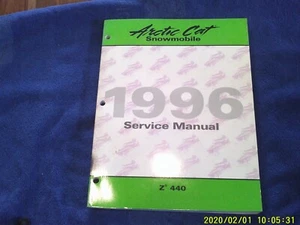 Arctic Cat
Snowmobile
1996
Service Manual
Z® 440
2020/02/01 10:05:31